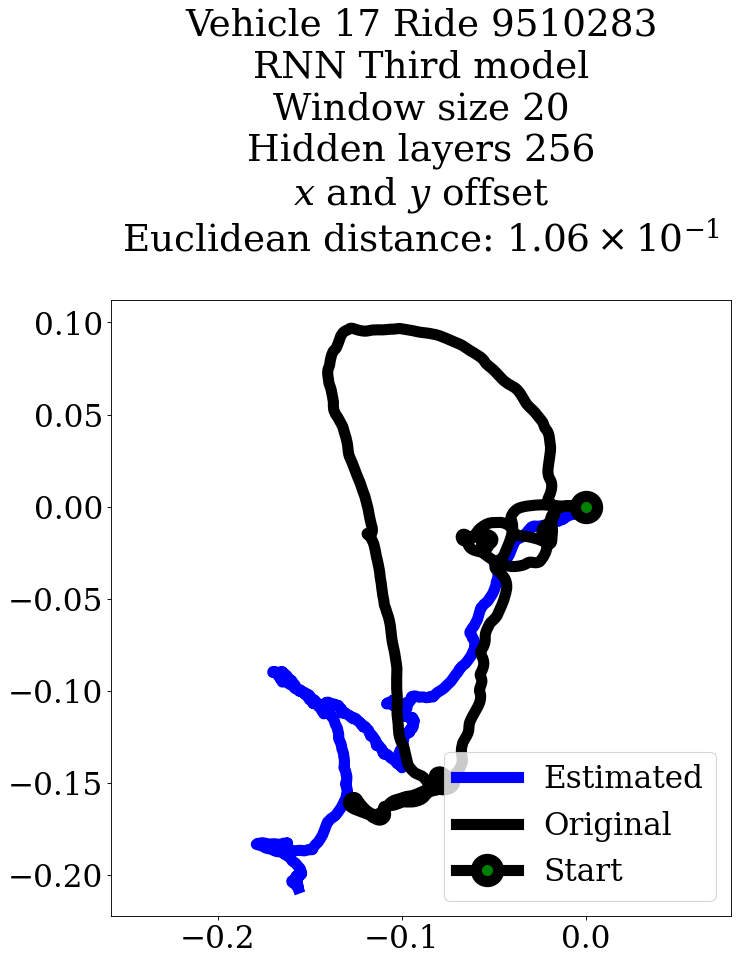 Vehicle 17 Ride 9510283
RNN Third model
Window size 20
Hidden layers 256
x and y offset
Euclidean distance: 1.06 × 10⁻¹
0.10
0.05
0.00
−0.05
−0.10
−0.15
−0.20
Estimated
Original
Start
−0.2 −0.1 0.0